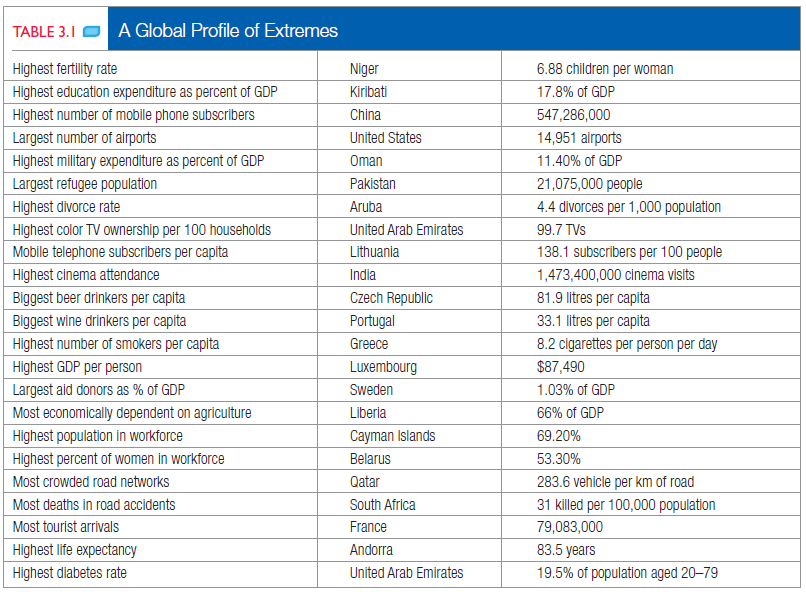 TABLE 3.1 A Global Profile of Extremes
Highest fertility rate Niger 6.88 children per woman
Highest education expenditure as percent of GDP Kiribati 17.8% of GDP
Highest number of mobile phone subscribers China 547,286,000
Largest number of airports United States 14,951 airports
Highest military expenditure as percent of GDP Oman 11.40% of GDP
Largest refugee population Pakistan 21,075,000 people
Highest divorce rate Aruba 4.4 divorces per 1,000 population
Highest color TV ownership per 100 households United Arab Emirates 99.7 TVs
Mobile telephone subscribers per capita Lithuania 138.1 subscribers per 100 people
Highest cinema attendance India 1,473,400,000 cinema visits
Biggest beer drinkers per capita Czech Republic 81.9 litres per capita
Biggest wine drinkers per capita Portugal 33.1 litres per capita
Highest number of smokers per capita Greece 8.2 cigarettes per person per day
Highest GDP per person Luxembourg $87,490
Largest aid donors as % of GDP Sweden 1.03% of GDP
Most economically dependent on agriculture Liberia 66% of GDP
Highest population in workforce Cayman Islands 69.20%
Highest percent of women in workforce Belarus 53.30%
Most crowded road networks Qatar 283.6 vehicle per km of road
Most deaths in road accidents South Africa 31 killed per 100,000 population
Most tourist arrivals France 79,083,000
Highest life expectancy Andorra 83.5 years
Highest diabetes rate United Arab Emirates 19.5% of population aged 20–79